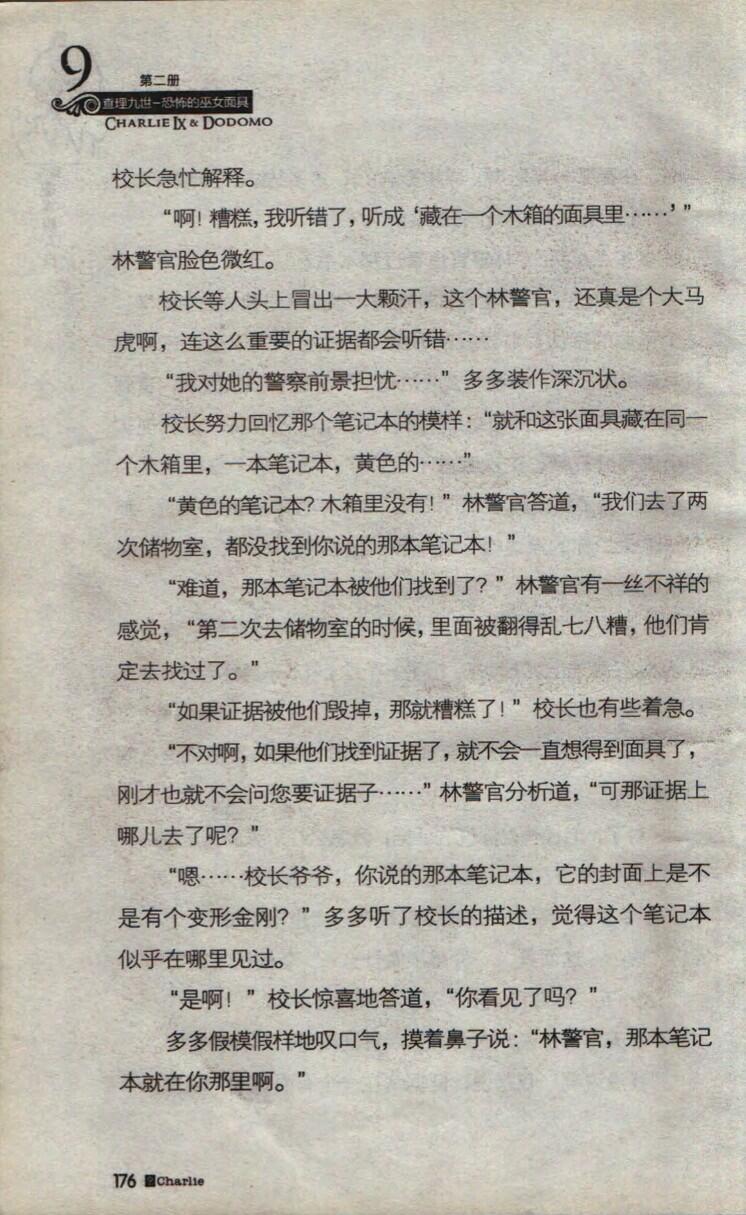 9
第二册
查理九世-恐怖的巫女面具
CHARLIE IX & DODOMO
校长急忙解释。
“啊！糟糕，我听错了，听成‘藏在一个木箱的面具里……’”
林警官脸色微红。
校长等人头上冒出一大颗汗，这个林警官，还真是个大马
虎啊，连这么重要的证据都会听错……
“我对她的警察前景担忧……”多多装作深沉状。
校长努力回忆那个笔记本的模样：“就和这张面具藏在同一
个木箱里，一本笔记本，黄色的……”
“黄色的笔记本？木箱里没有！”林警官答道，“我们去了两
次储物室，都没找到你说的那本笔记本！”
“难道，那本笔记本被他们找到了？”林警官有一丝不祥的
感觉，“第二次去储物室的时候，里面被翻得乱七八糟，他们肯
定去找过了。”
“如果证据被他们毁掉，那就糟糕了！”校长也有些着急。
“不对啊，如果他们找到证据了，就不会一直想得到面具了，
刚才也就不会问您要证据子……”林警官分析道，“可那证据上
哪儿去了呢？”
“嗯……校长爷爷，你说的那本笔记本，它的封面上是不
是有个变形金刚？”多多听了校长的描述，觉得这个笔记本
似乎在哪里见过。
“是啊！”校长惊喜地答道，“你看见了吗？”
多多假模假样地叹口气，摸着鼻子说：“林警官，那本笔记
本就在你那里啊。”
176 Charlie